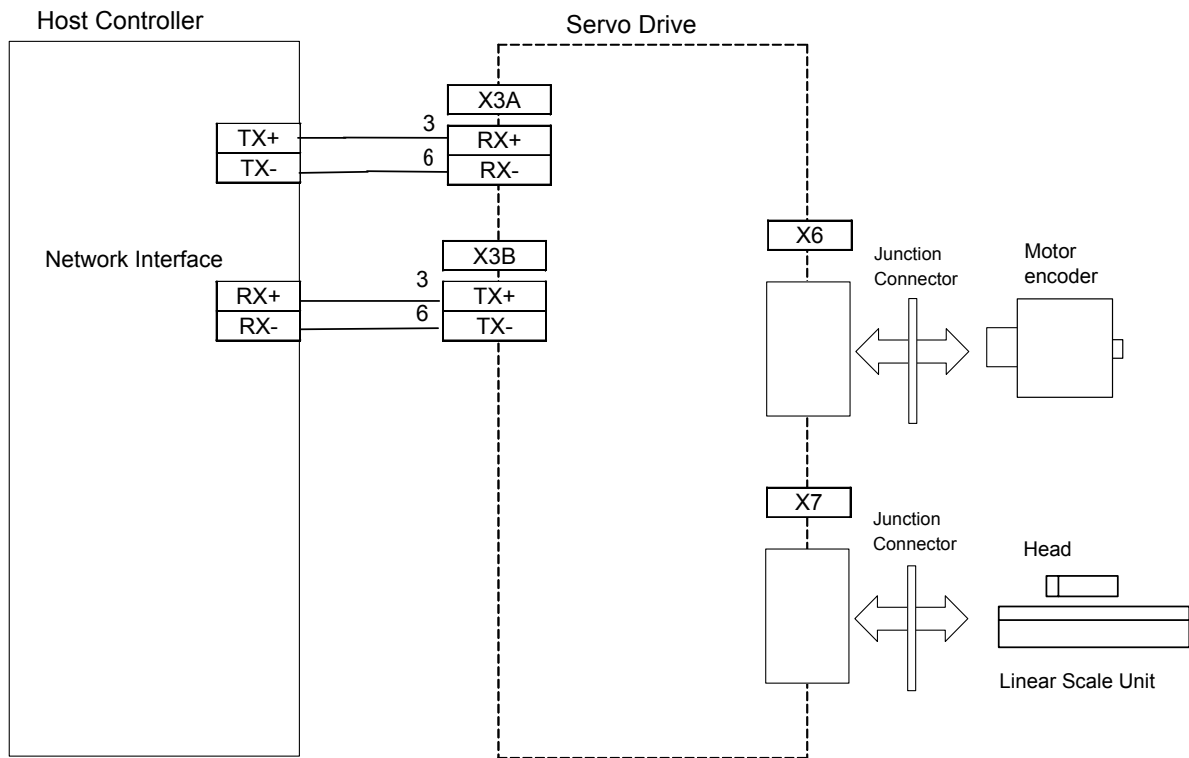 Host Controller
Servo Drive
X3A
3
TX+
RX+
6
TX-
RX-
X3B
Network Interface
3
RX+
TX+
6
RX-
TX-
X6
Junction
Connector
Motor
encoder
X7
Junction
Connector
Head
Linear Scale Unit